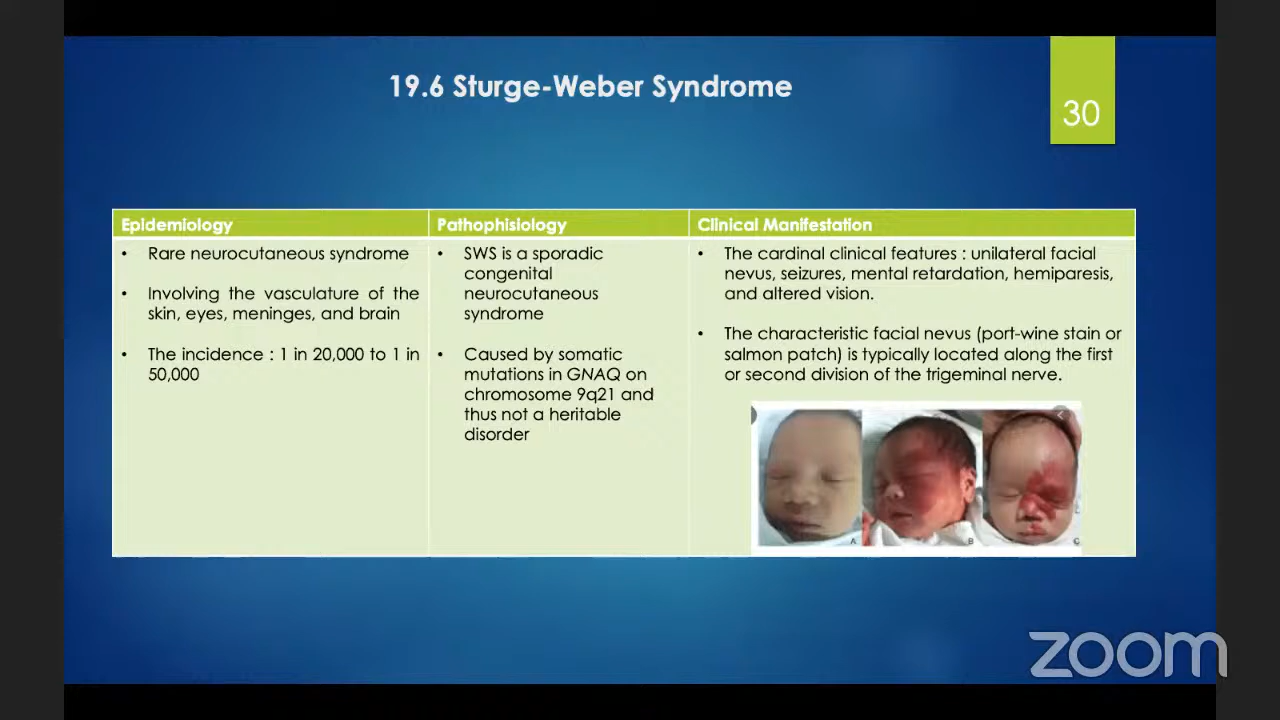 19.6 Sturge-Weber Syndrome
30
Epidemiology
• Rare neurocutaneous syndrome
• Involving the vasculature of the
skin, eyes, meninges, and brain
• The incidence : 1 in 20,000 to 1 in
50,000
Pathophisiology
• SWS is a sporadic
congenital
neurocutaneous
syndrome
• Caused by somatic
mutations in GNAQ on
chromosome 9q21 and
thus not a heritable
disorder
Clinical Manifestation
• The cardinal clinical features : unilateral facial
nevus, seizures, mental retardation, hemiparesis,
and altered vision.
• The characteristic facial nevus (port-wine stain or
salmon patch) is typically located along the first
or second division of the trigeminal nerve.
A
B
C
zoom